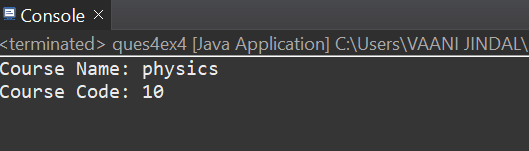 Console
<terminated> ques4ex4 [Java Application] C:\Users\VAANI JINDAL\
Course Name: physics
Course Code: 10